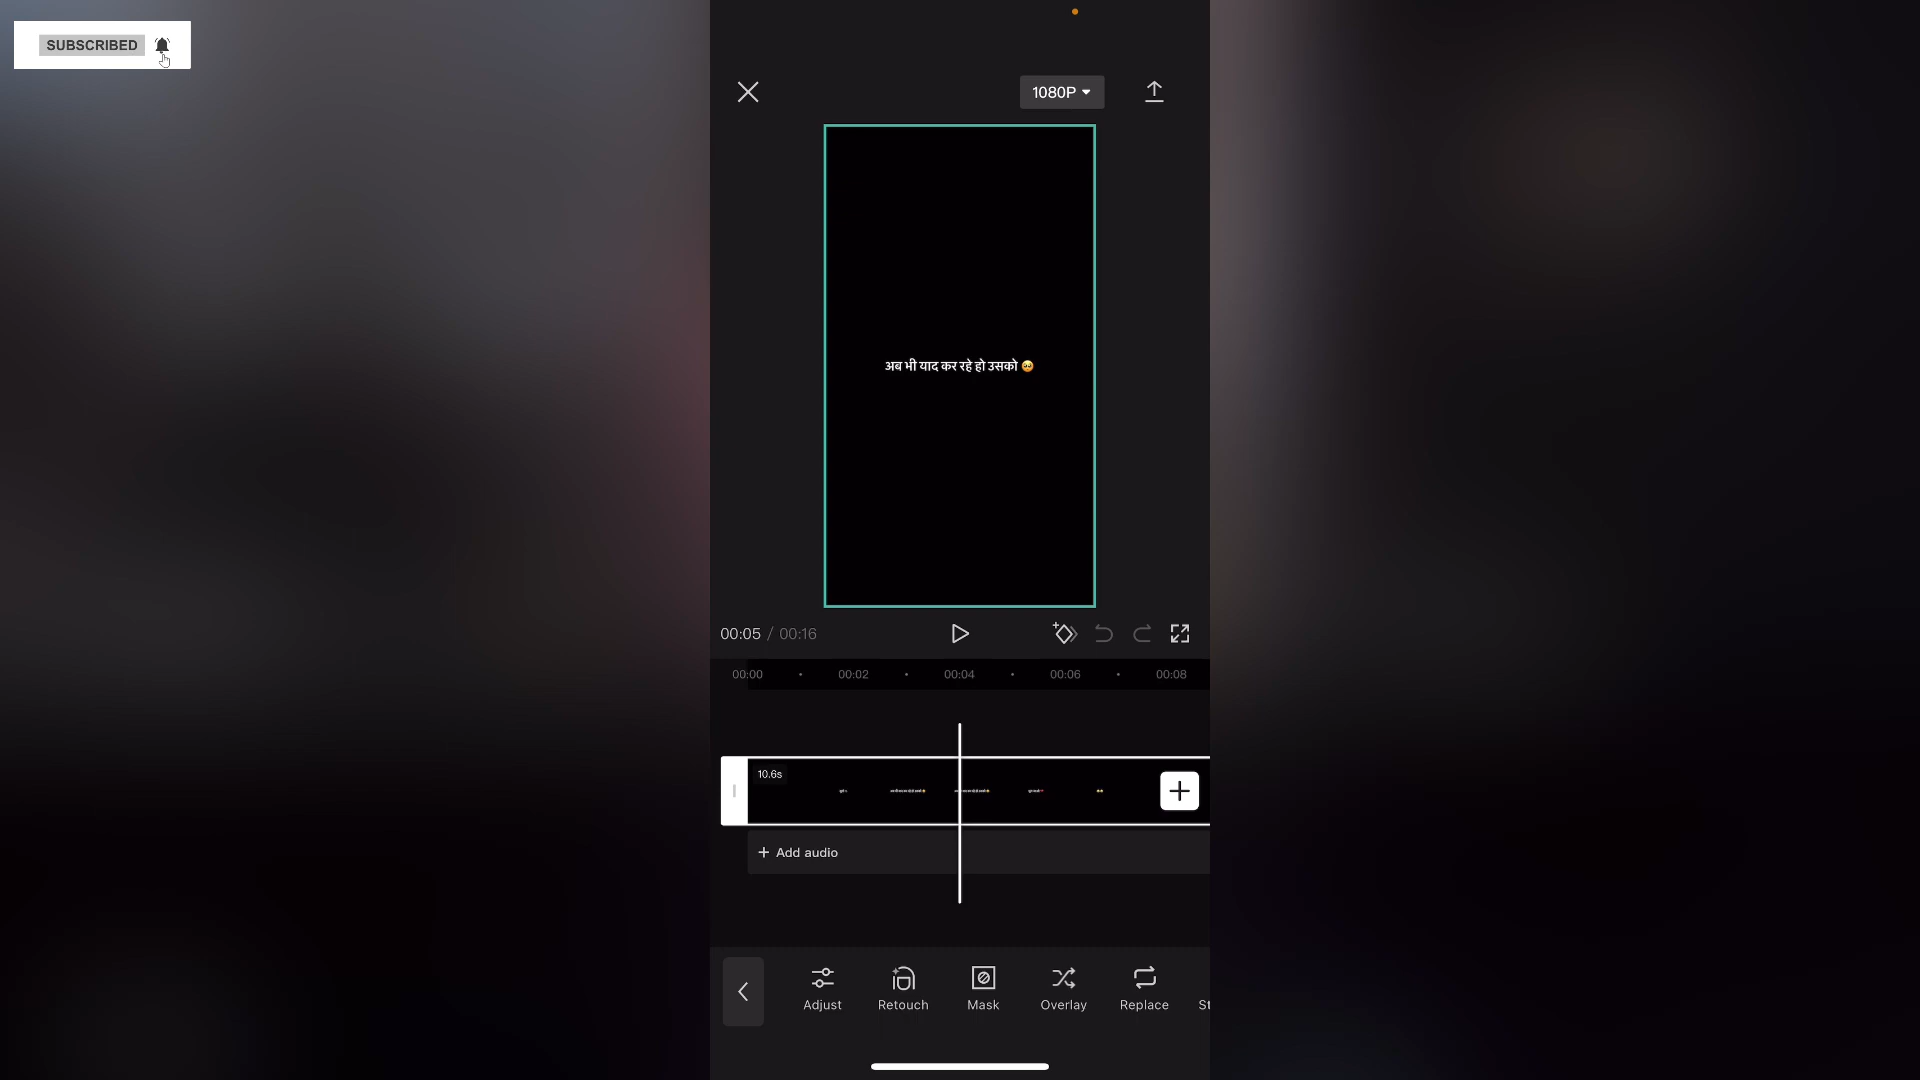 SUBSCRIBED
1080P
अब भी याद कर रहे हो उसको 🥺
00:05 / 00:16
00:00 00:02 00:04 00:06 00:08
10.6s
+ Add audio
Adjust Retouch Mask Overlay Replace St